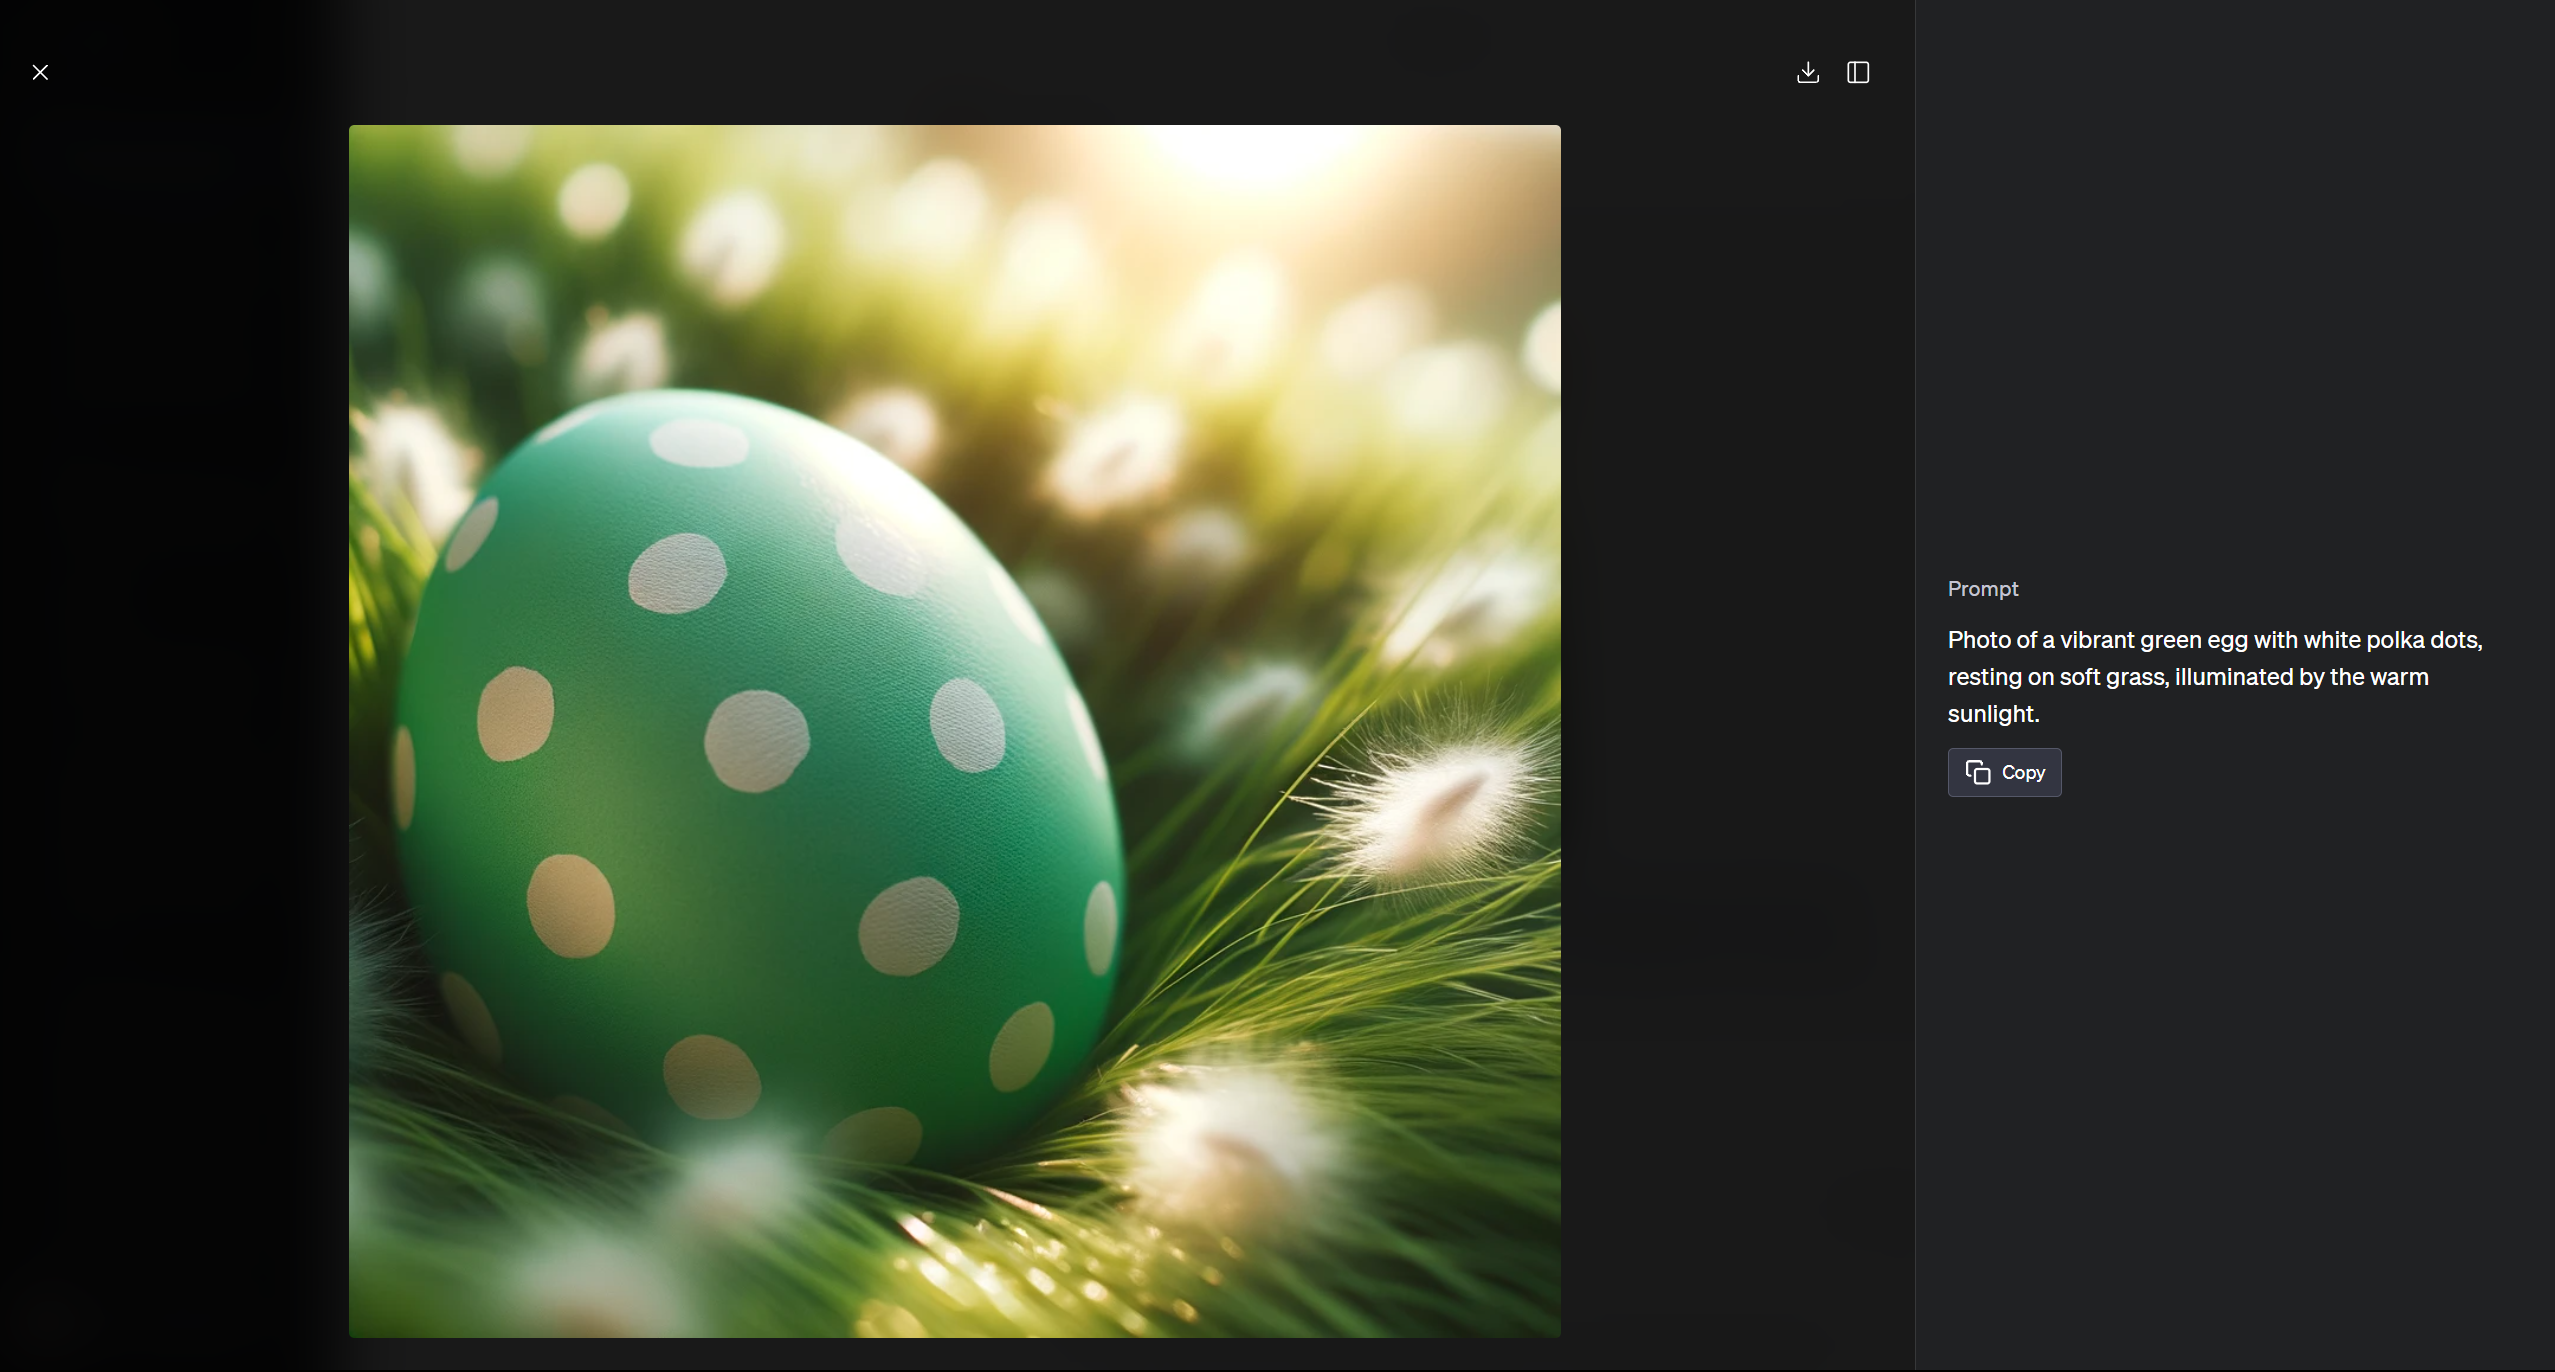 Prompt
Photo of a vibrant green egg with white polka dots,
resting on soft grass, illuminated by the warm
sunlight.
Copy